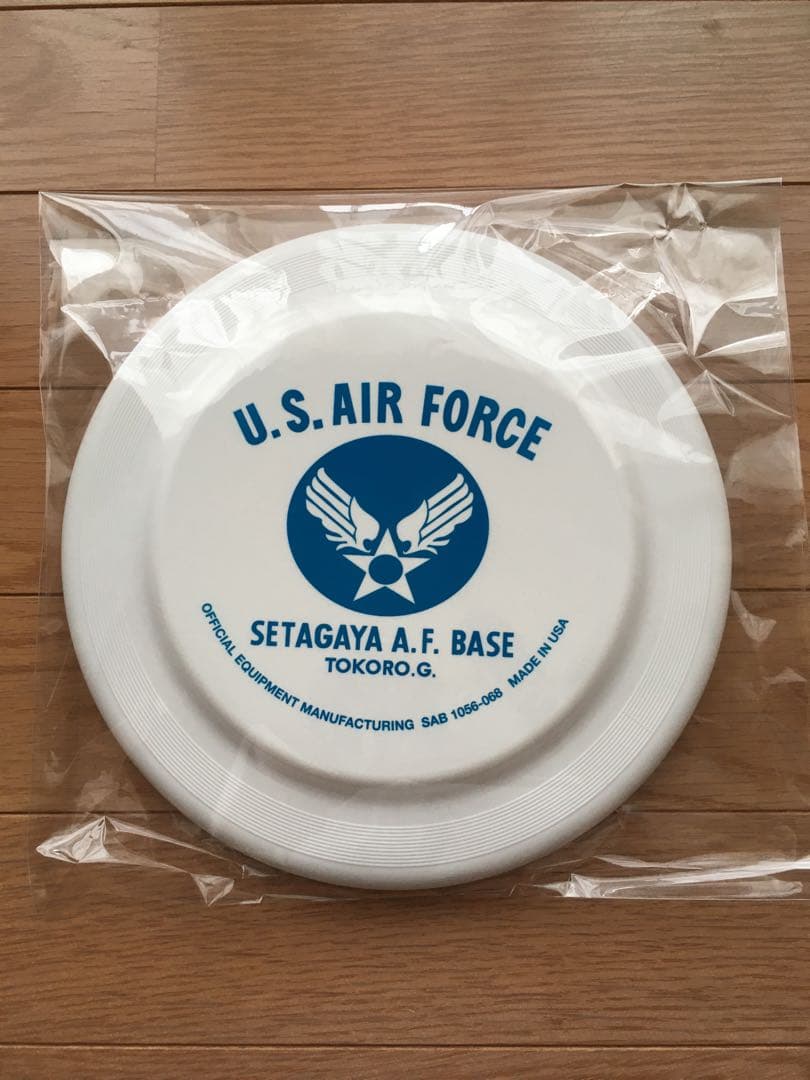 U.S. AIR FORCE
SETAGAYA A.F. BASE
TOKORO.G.
OFFICIAL EQUIPMENT MANUFACTURING SAB 1056-068 MADE IN USA